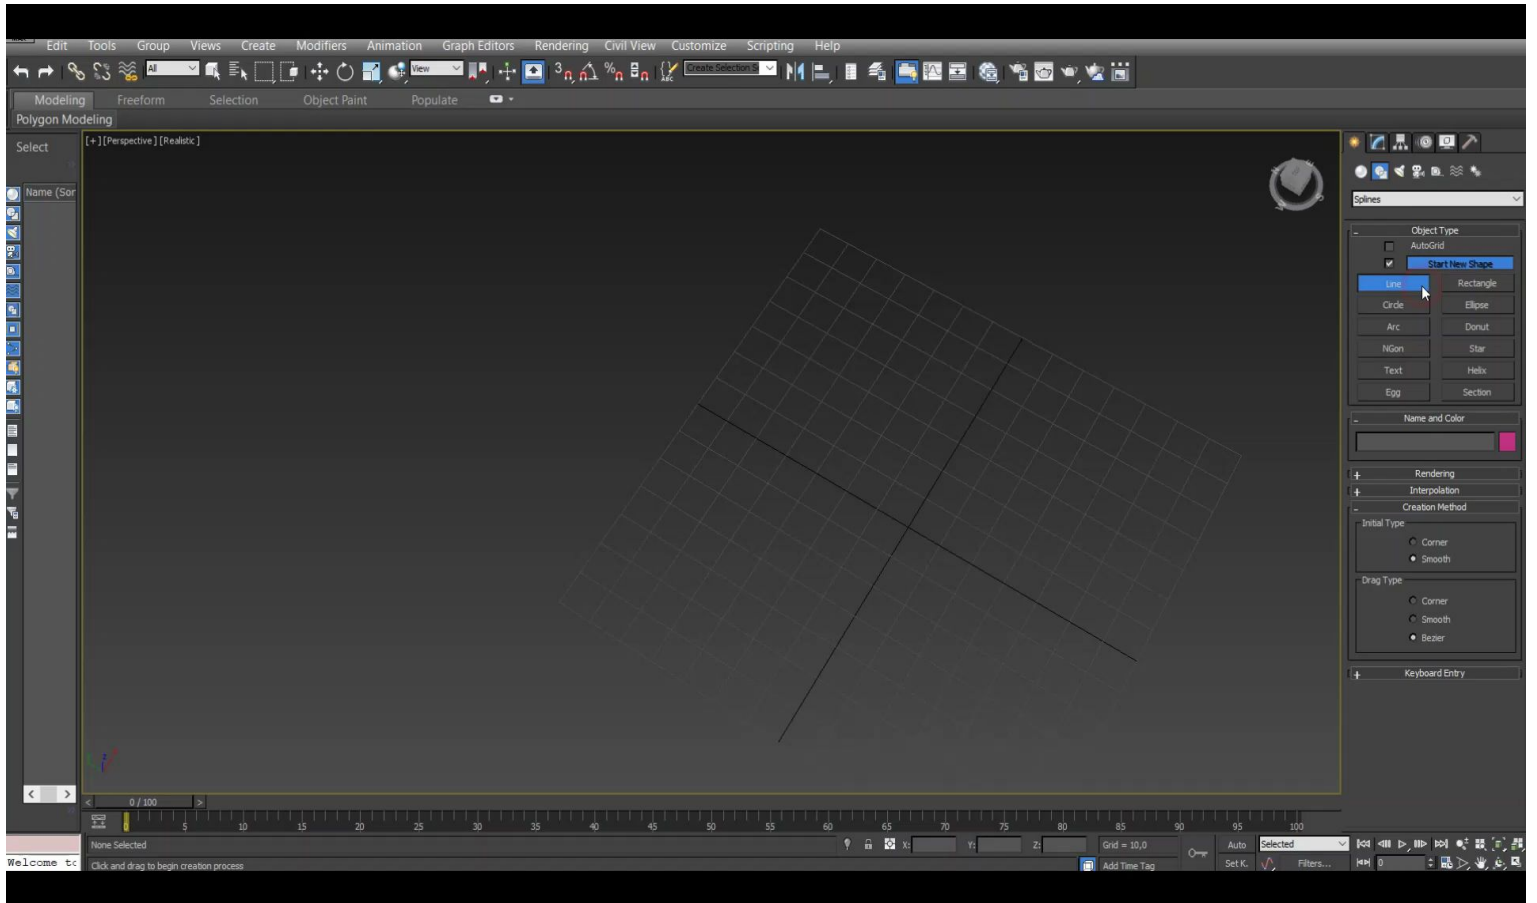 Edit Tools Group Views Create Modifiers Animation Graph Editors Rendering Civil View Customize Scripting Help
All View Create Selection S
Modeling Freeform Selection Object Paint Populate
Polygon Modeling
Select
[+][Perspective][Realistic]
Name (Sor
Splines
Object Type
AutoGrid
Start New Shape
Line Rectangle
Circle Ellipse
Arc Donut
NGon Star
Text Helix
Egg Section
Name and Color
Rendering
Interpolation
Creation Method
Initial Type
Corner
Smooth
Drag Type
Corner
Smooth
Bezier
Keyboard Entry
0 / 100
0 5 10 15 20 25 30 35 40 45 50 55 60 65 70 75 80 85 90 95 100
None Selected X: Y: Z: Grid = 10,0 Auto Selected
Welcome to Click and drag to begin creation process Add Time Tag Set K. Filters... 0